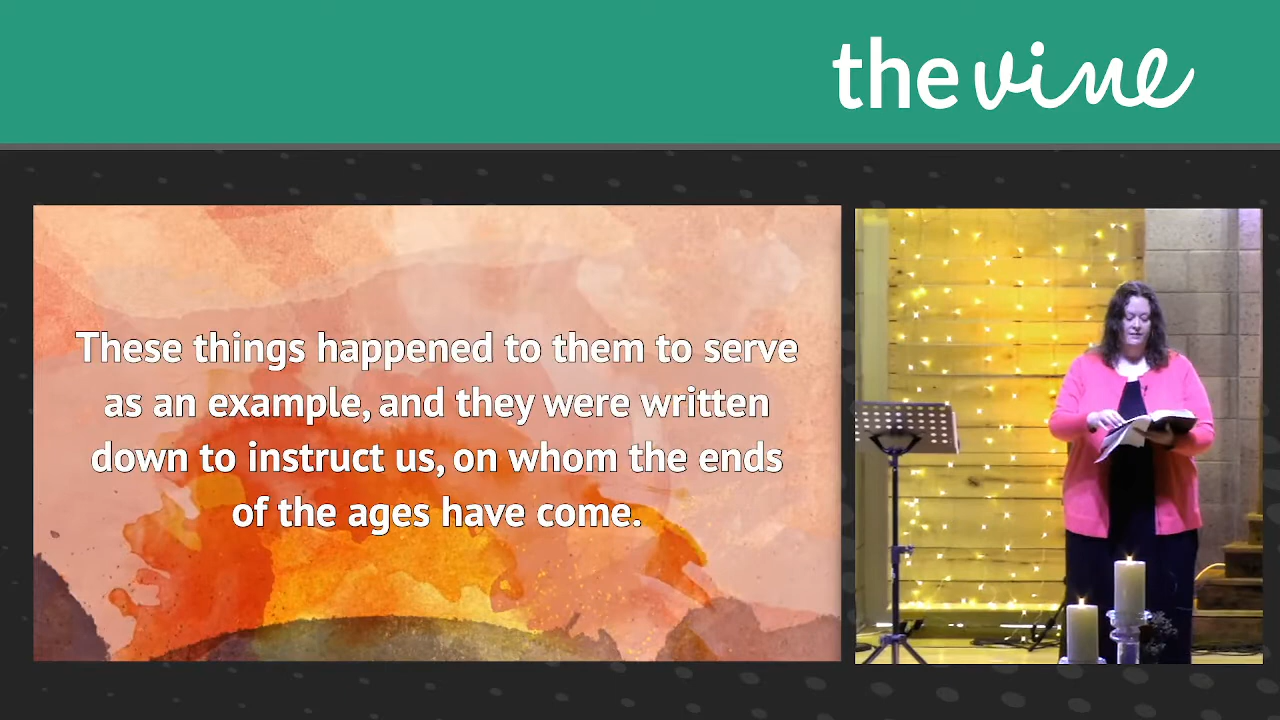 the vine
These things happened to them to serve
as an example, and they were written
down to instruct us, on whom the ends
of the ages have come.